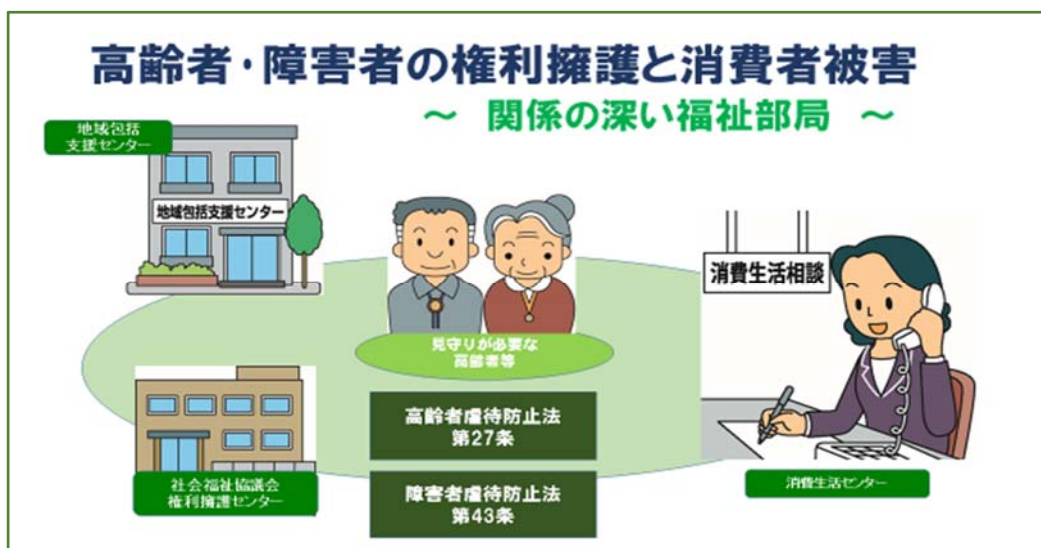 高齢者・障害者の権利擁護と消費者被害
～ 関係の深い福祉部局 ～
地域包括
支援センター
地域包括支援センター
消費生活相談
見守りが必要な
高齢者等
高齢者虐待防止法
第27条
社会福祉協議会
権利擁護センター
障害者虐待防止法
第43条
消費生活センター